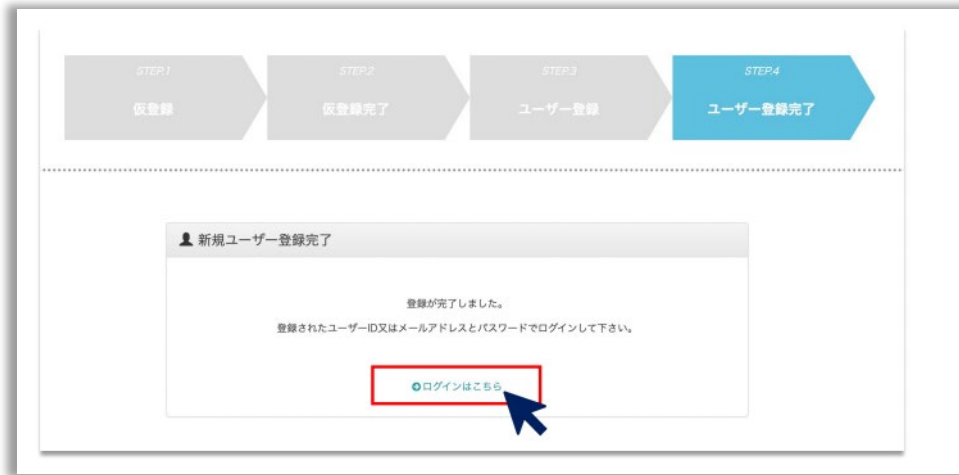 STEP.1
仮登録
STEP.2
仮登録完了
STEP.3
ユーザー登録
STEP.4
ユーザー登録完了
新規ユーザー登録完了
登録が完了しました。
登録されたユーザーID又はメールアドレスとパスワードでログインして下さい。
ログインはこちら